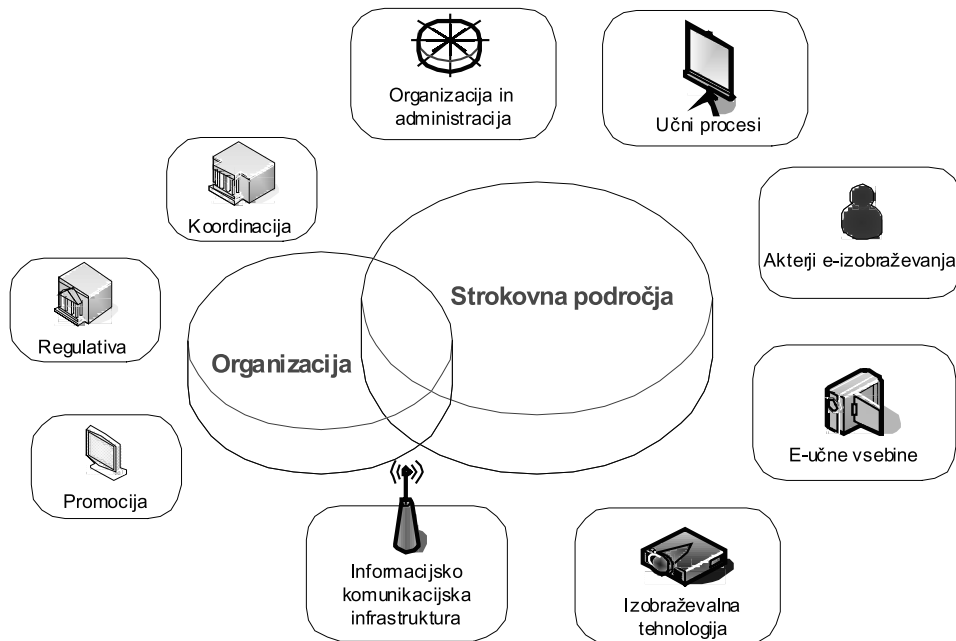 Organizacija in
administracija
Učni procesi
Koordinacija
Akterji e-izobraževanja
Strokovna področja
Regulativa
Organizacija
E-učne vsebine
Promocija
Informacijsko
komunikacijska
infrastruktura
Izobraževalna
tehnologija